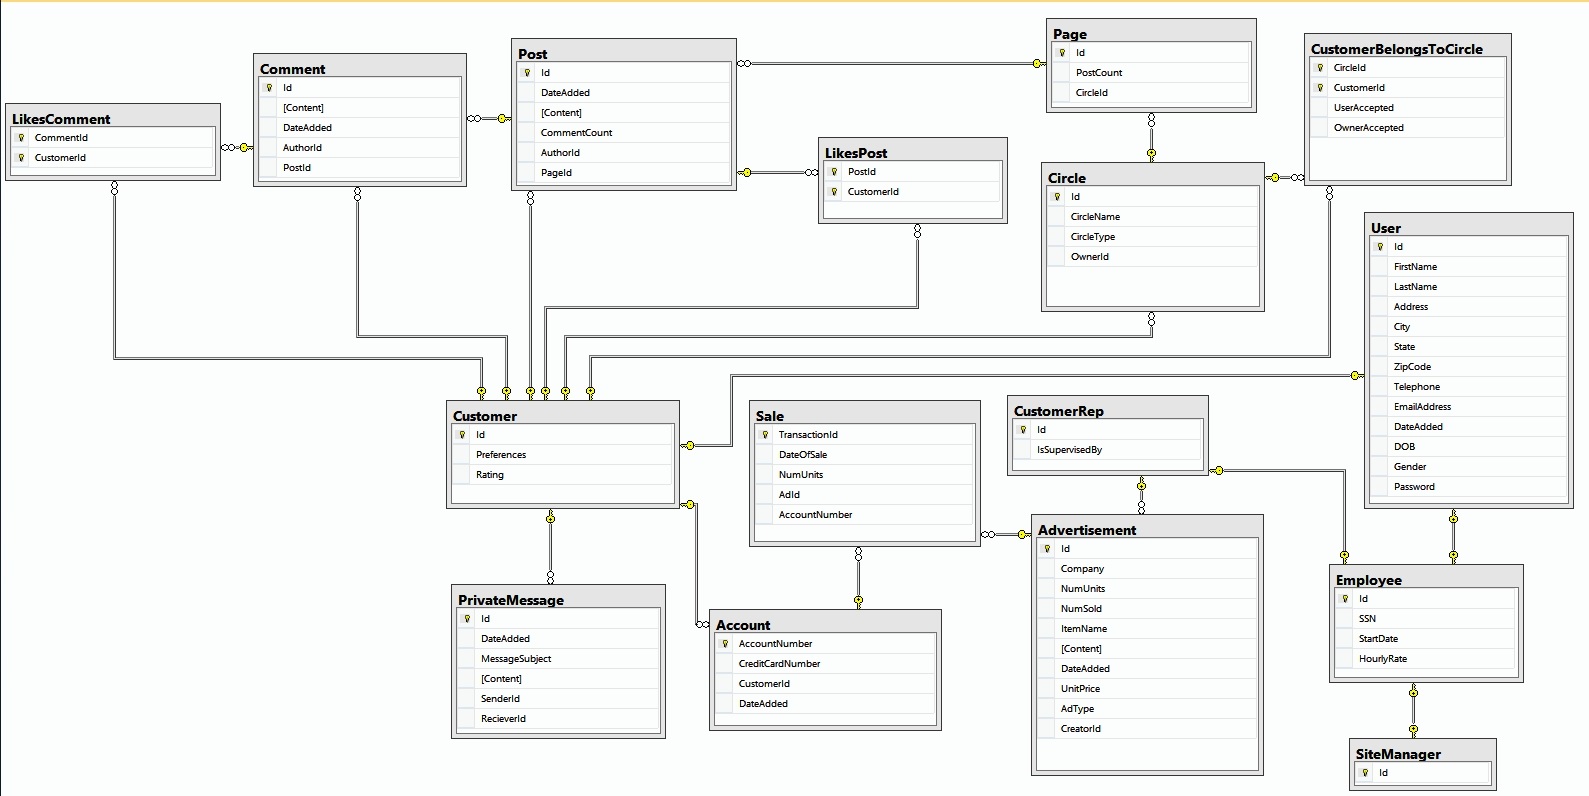 LikesComment
CommentId
CustomerId
Comment
Id
[Content]
DateAdded
AuthorId
PostId
Post
Id
DateAdded
[Content]
CommentCount
AuthorId
PageId
LikesPost
PostId
CustomerId
Page
Id
PostCount
CircleId
Circle
Id
CircleName
CircleType
OwnerId
CustomerBelongsToCircle
CircleId
CustomerId
UserAccepted
OwnerAccepted
User
Id
FirstName
LastName
Address
City
State
ZipCode
Telephone
EmailAddress
DateAdded
DOB
Gender
Password
Customer
Id
Preferences
Rating
Sale
TransactionId
DateOfSale
NumUnits
AdId
AccountNumber
CustomerRep
Id
IsSupervisedBy
PrivateMessage
Id
DateAdded
MessageSubject
[Content]
SenderId
RecieverId
Account
AccountNumber
CreditCardNumber
CustomerId
DateAdded
Advertisement
Id
Company
NumUnits
NumSold
ItemName
[Content]
DateAdded
UnitPrice
AdType
CreatorId
Employee
Id
SSN
StartDate
HourlyRate
SiteManager
Id